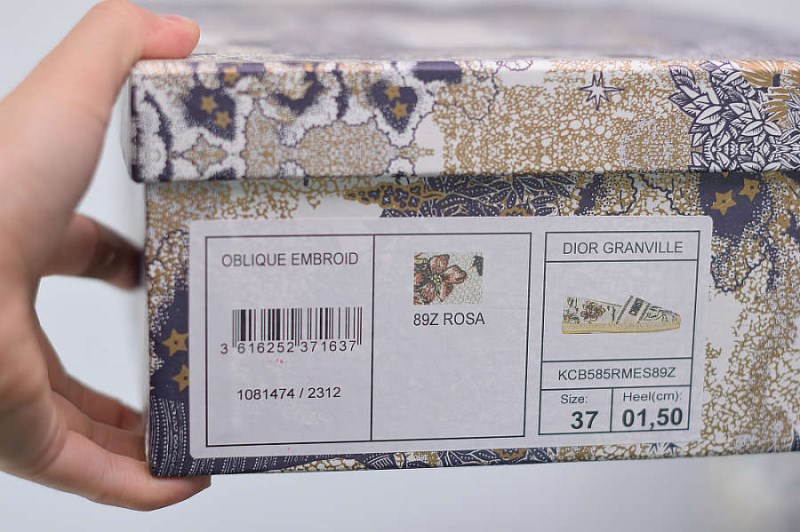 OBLIQUE EMBROID
3 616252 371637
1081474 / 2312
89Z ROSA
DIOR GRANVILLE
KCB585RMES89Z
Size:
37
Heel(cm):
01,50